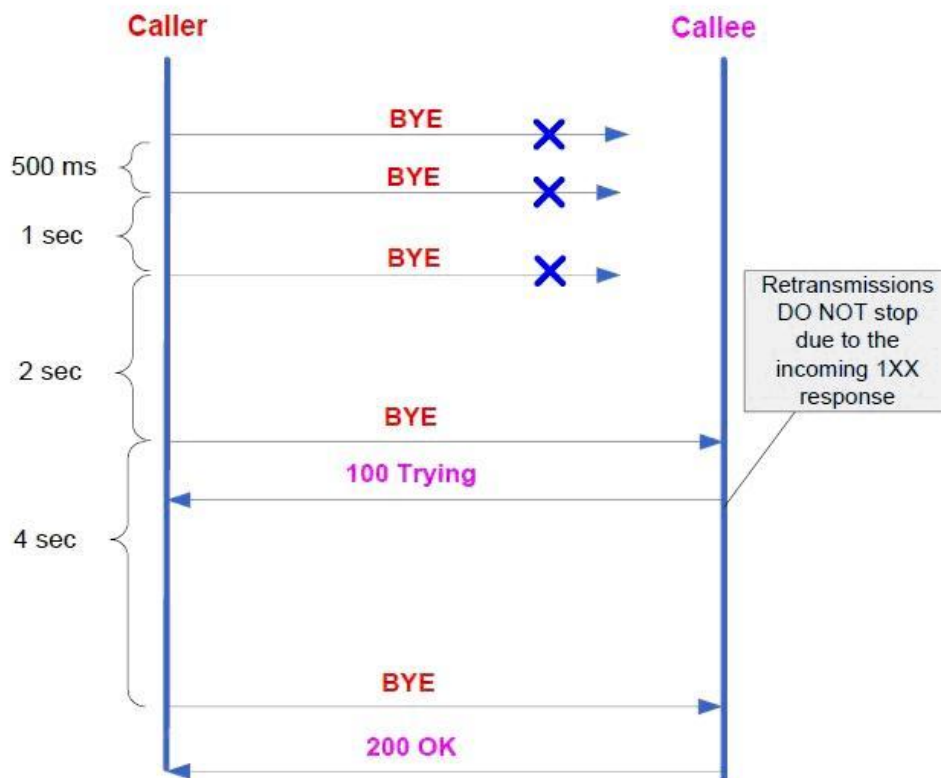 Caller
Callee
BYE
500 ms
BYE
1 sec
BYE
Retransmissions
DO NOT stop
due to the
incoming 1XX
response
2 sec
BYE
100 Trying
4 sec
BYE
200 OK